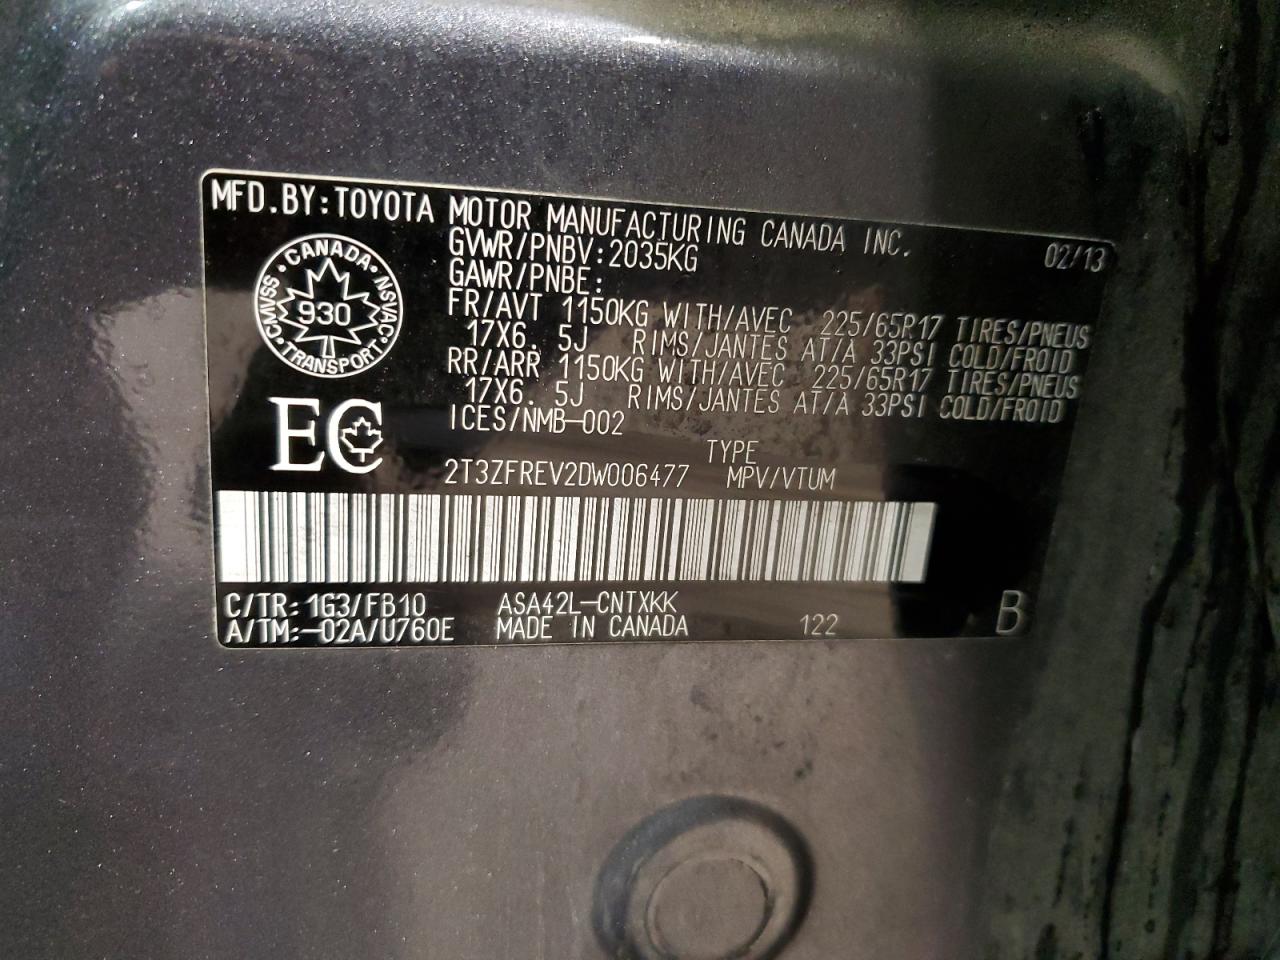 MFD.BY:TOYOTA MOTOR MANUFACTURING CANADA INC.
02/13
GVWR/PNBV:2035KG
GAWR/PNBE:
FR/AVT 1150KG WITH/AVEC 225/65R17 TIRES/PNEUS
17X6.5J RIMS/JANTES AT/A 33PSI COLD/FROID
RR/ARR 1150KG WITH/AVEC 225/65R17 TIRES/PNEUS
17X6.5J RIMS/JANTES AT/A 33PSI COLD/FROID
ICES/NMB-002
CANADA
CMVSS
NSVAC
930
TRANSPORT
EC
TYPE
2T3ZFREV2DW006477 MPV/VTUM
C/TR:1G3/FB10 ASA42L-CNTXKK
A/TM:-02A/U760E MADE IN CANADA 122
B